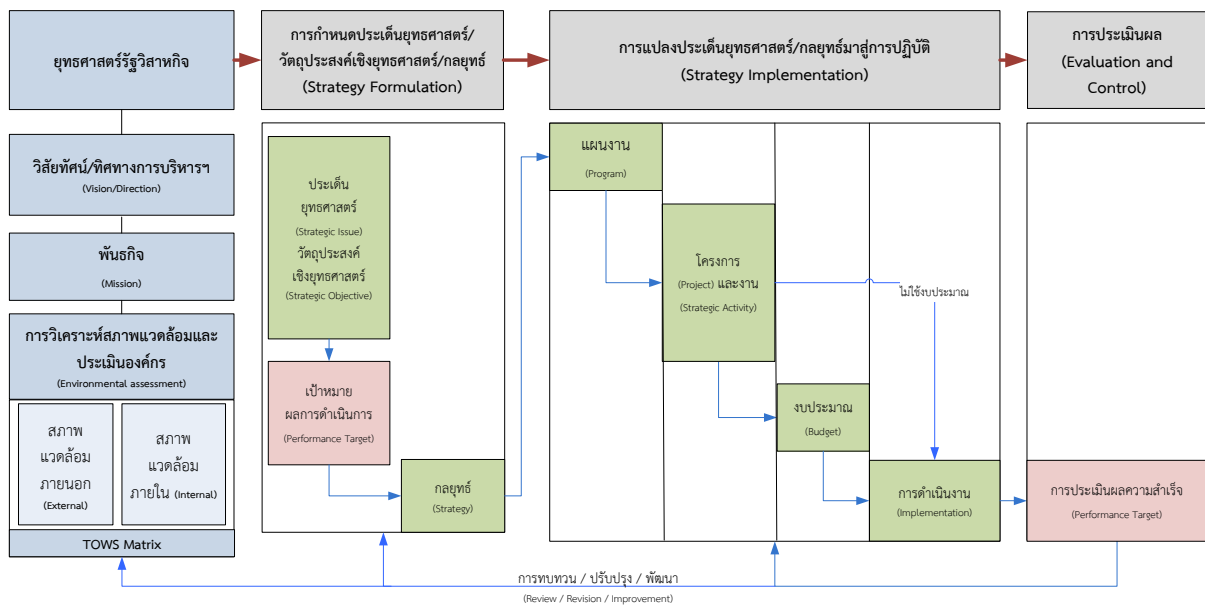 ยุทธศาสตร์รัฐวิสาหกิจ
การกำหนดประเด็นยุทธศาสตร์/
วัตถุประสงค์เชิงยุทธศาสตร์/กลยุทธ์
(Strategy Formulation)
การแปลงประเด็นยุทธศาสตร์/กลยุทธ์มาสู่การปฏิบัติ
(Strategy Implementation)
การประเมินผล
(Evaluation and
Control)
วิสัยทัศน์/ทิศทางการบริหารฯ
(Vision/Direction)
พันธกิจ
(Mission)
การวิเคราะห์สภาพแวดล้อมและ
ประเมินองค์กร
(Environmental assessment)
สภาพ
แวดล้อม
ภายนอก
(External)
สภาพ
แวดล้อม
ภายใน (Internal)
TOWS Matrix
ประเด็น
ยุทธศาสตร์
(Strategic Issue)
วัตถุประสงค์
เชิงยุทธศาสตร์
(Strategic Objective)
เป้าหมาย
ผลการดำเนินการ
(Performance Target)
กลยุทธ์
(Strategy)
แผนงาน
(Program)
โครงการ
(Project) และงาน
(Strategic Activity)
ไม่ใช้งบประมาณ
งบประมาณ
(Budget)
การดำเนินงาน
(Implementation)
การประเมินผลความสำเร็จ
(Performance Target)
การทบทวน / ปรับปรุง / พัฒนา
(Review / Revision / Improvement)